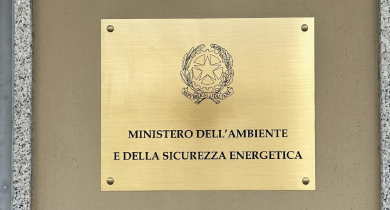 MINISTERO DELL'AMBIENTE
E DELLA SICUREZZA ENERGETICA